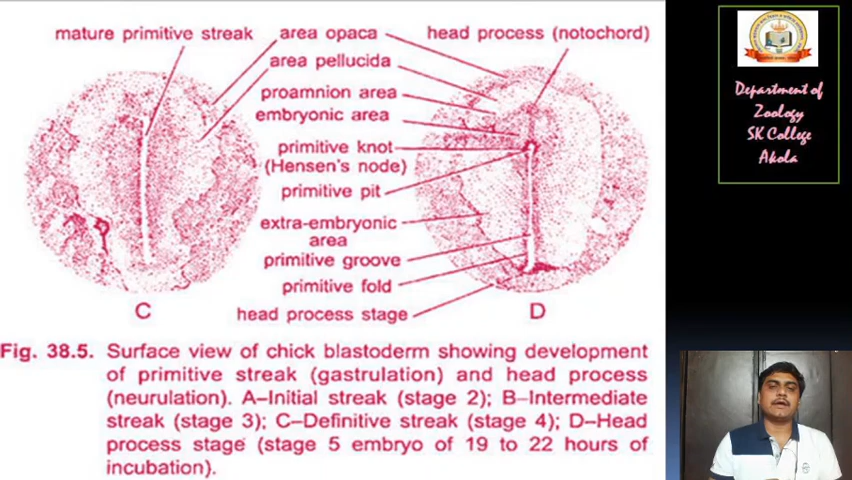 mature primitive streak
area opaca
head process (notochord)
area pellucida
proamnion area
embryonic area
primitive knot
(Hensen's node)
primitive pit
extra-embryonic
area
primitive groove
primitive fold
head process stage
C
D
Fig. 38.5. Surface view of chick blastoderm showing development
of primitive streak (gastrulation) and head process
(neurulation). A–Initial streak (stage 2); B–Intermediate
streak (stage 3); C–Definitive streak (stage 4); D–Head
process stage (stage 5 embryo of 19 to 22 hours of
incubation).
Department of
Zoology
SK College
Akola